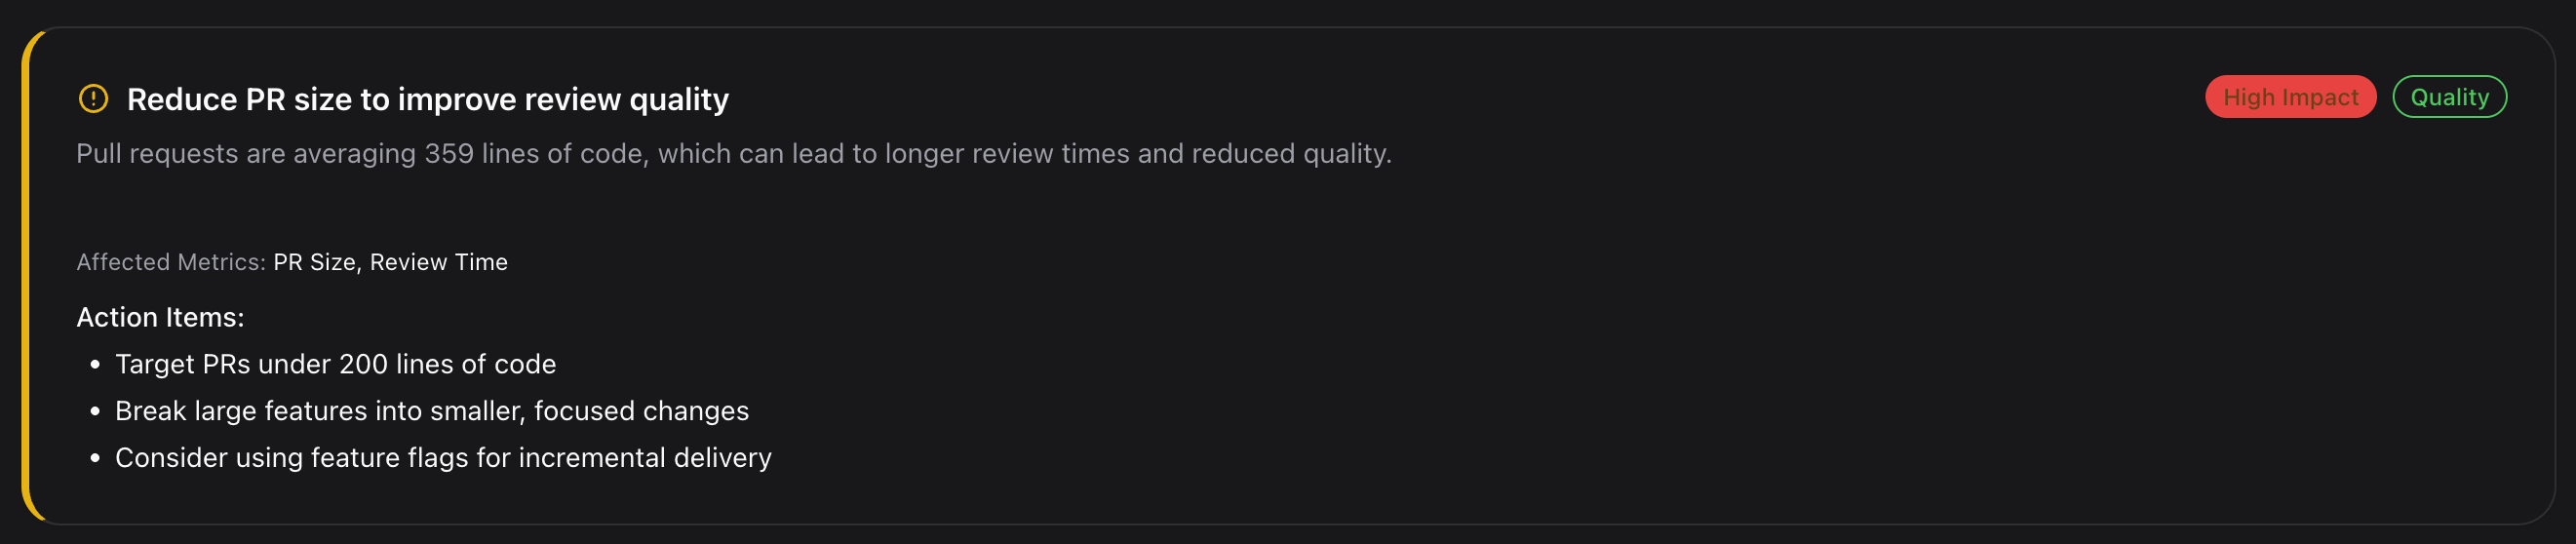 Reduce PR size to improve review quality
High Impact
Quality
Pull requests are averaging 359 lines of code, which can lead to longer review times and reduced quality.
Affected Metrics: PR Size, Review Time
Action Items:
• Target PRs under 200 lines of code
• Break large features into smaller, focused changes
• Consider using feature flags for incremental delivery